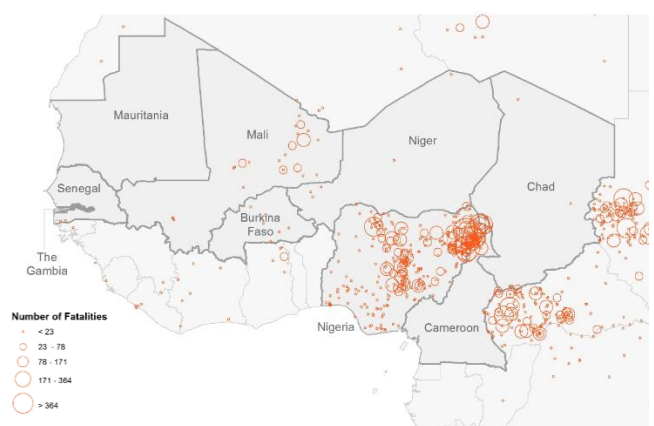 Mauritania
Mali
Niger
Chad
Senegal
Burkina
Faso
The
Gambia
Nigeria
Cameroon
Number of Fatalities
< 23
23 - 78
78 - 171
171 - 364
> 364